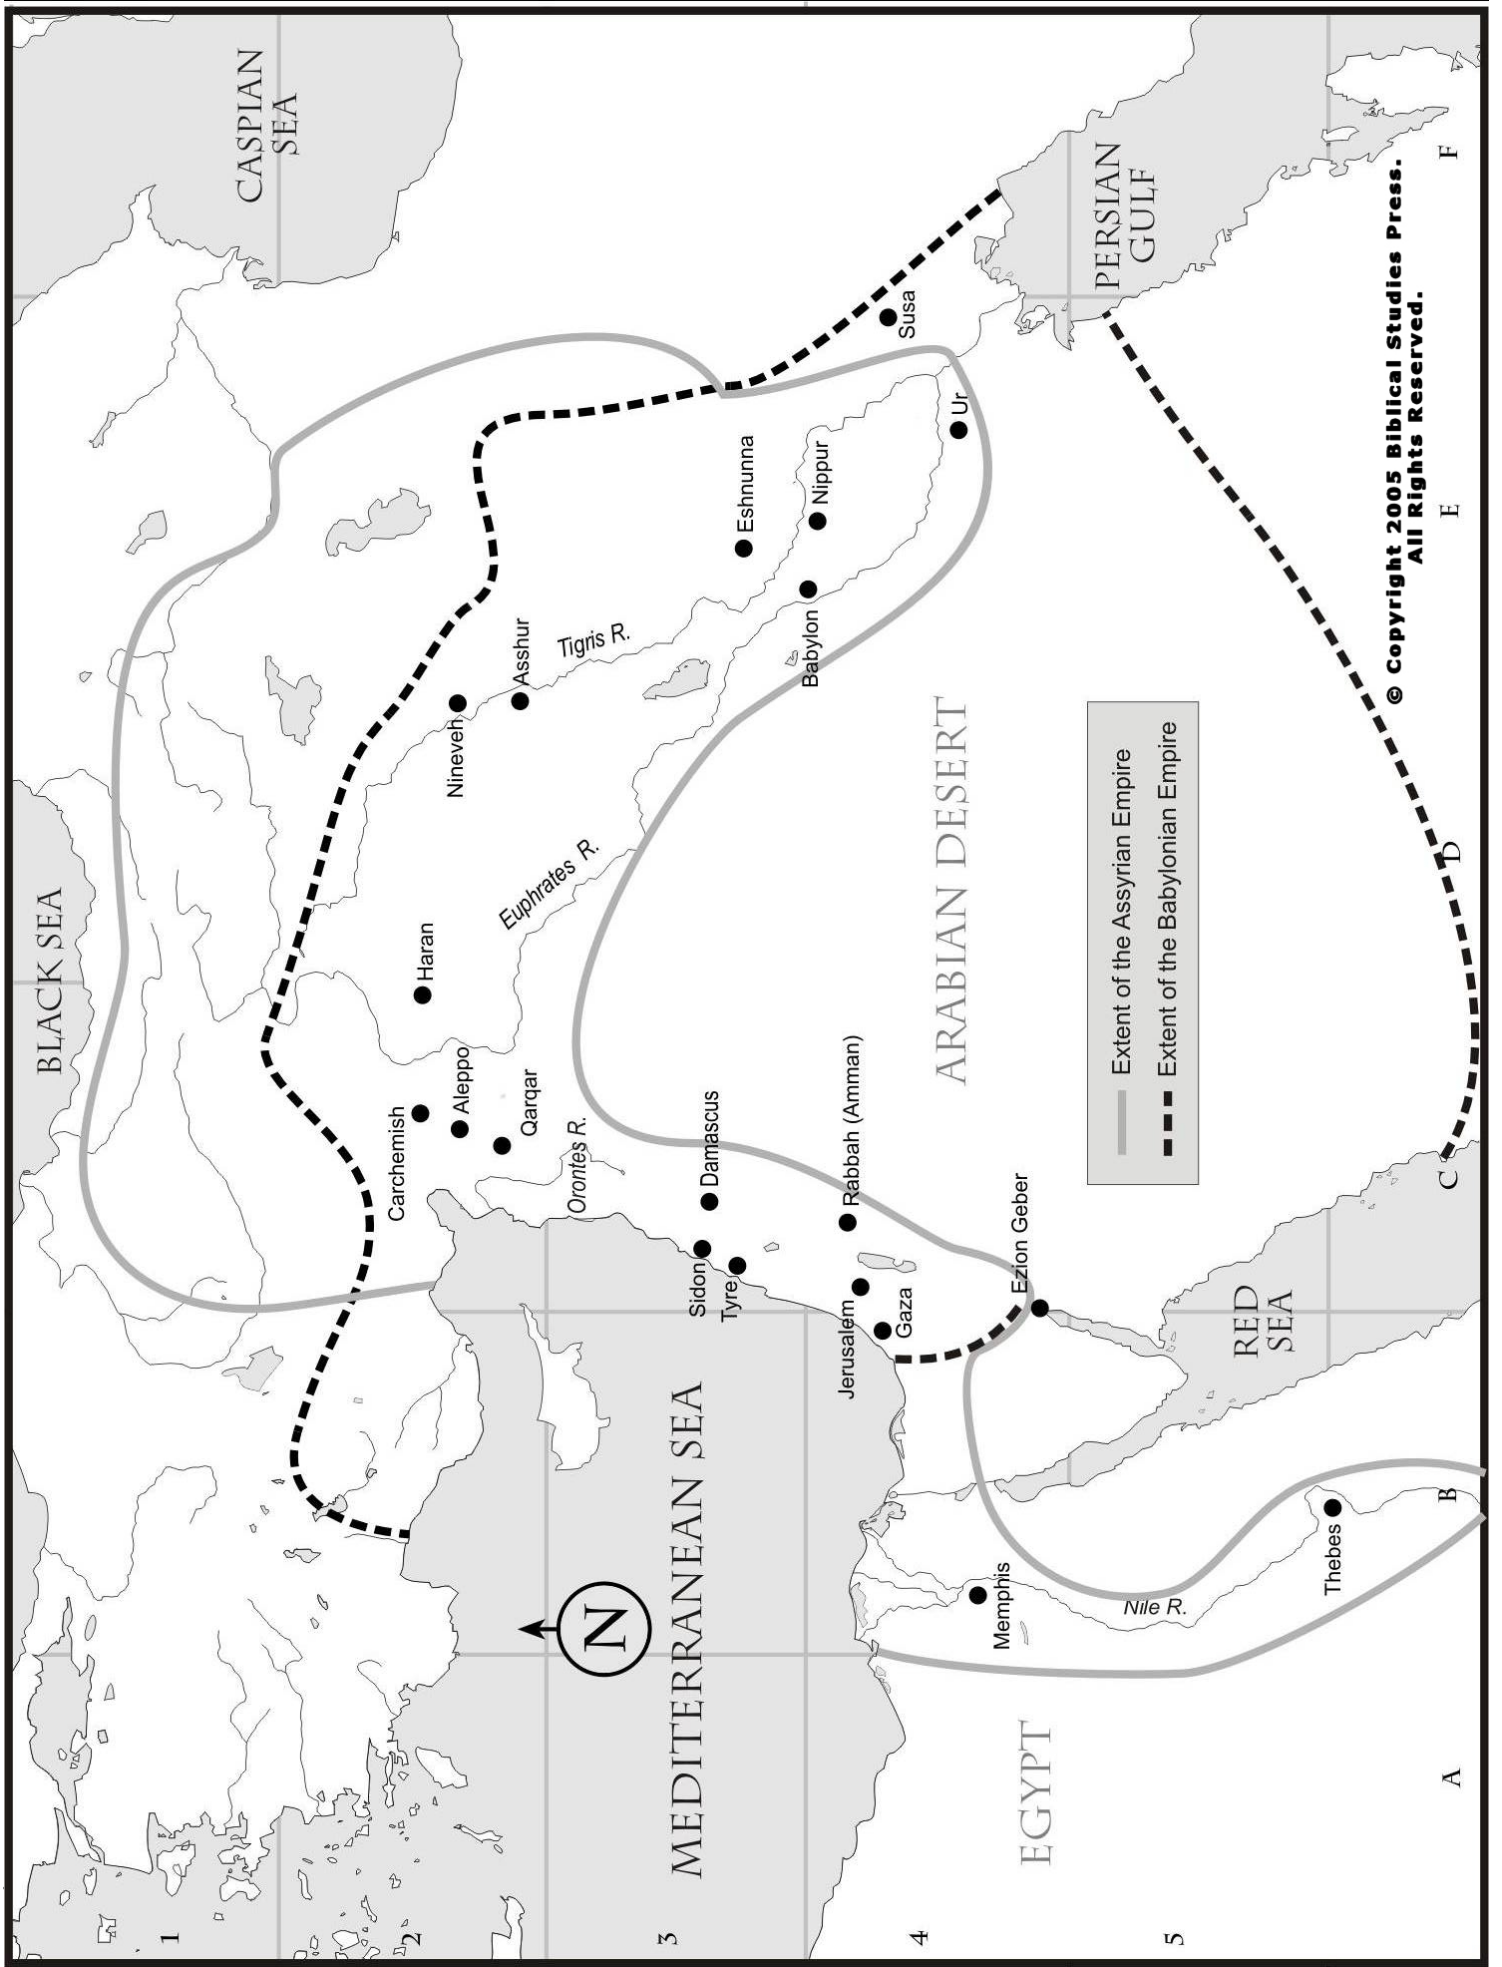 BLACK SEA
CASPIAN
SEA
1
2
3
4
5
Carchemish
Haran
Aleppo
Nineveh
Qarqar
Asshur
Euphrates R.
Tigris R.
Orontes R.
N
MEDITERRANEAN SEA
Sidon
Damascus
Tyre
Eshnunna
Babylon
Nippur
Jerusalem
Rabbah (Amman)
Gaza
Susa
Ur
ARABIAN DESERT
EGYPT
Memphis
Ezion Geber
PERSIAN
GULF
Nile R.
Extent of the Assyrian Empire
Extent of the Babylonian Empire
RED
SEA
Thebes
© Copyright 2005 Biblical Studies Press.
All Rights Reserved.
A
B
C
D
E
F